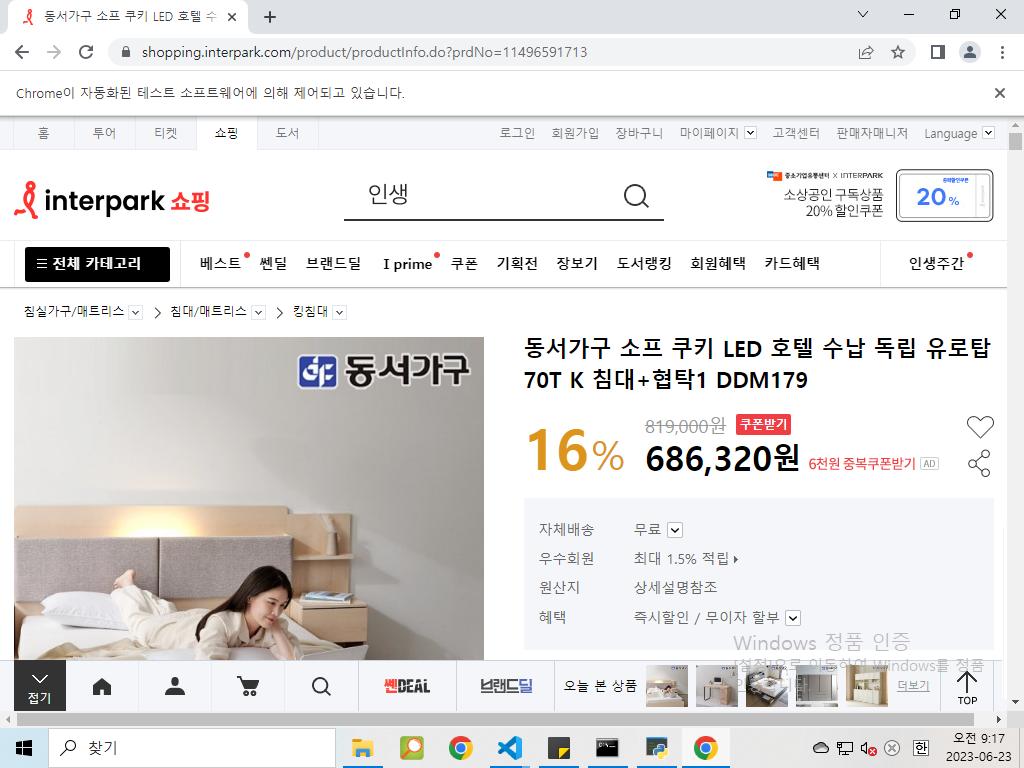 동서가구 소프 쿠키 LED 호텔 수
shopping.interpark.com/product/productInfo.do?prdNo=11496591713
Chrome이 자동화된 테스트 소프트웨어에 의해 제어되고 있습니다.
홈 투어 티켓 쇼핑 도서 로그인 회원가입 장바구니 마이페이지 고객센터 판매자매니저 Language
interpark 쇼핑
인생
중소기업유통센터 X INTERPARK
소상공인 구독상품
20% 할인쿠폰
중복할인쿠폰
20%
전체 카테고리 베스트 쎈딜 브랜드딜 I prime 쿠폰 기획전 장보기 도서랭킹 회원혜택 카드혜택 인생주간
침실가구/매트리스 침대/매트리스 킹침대
동서가구
동서가구 소프 쿠키 LED 호텔 수납 독립 유로탑
70T K 침대+협탁1 DDM179
16%
819,000원 쿠폰받기
686,320원 6천원 중복쿠폰받기 AD
자체배송 무료
우수회원 최대 1.5% 적립
원산지 상세설명참조
혜택 즉시할인 / 무이자 할부
Windows 정품 인증
[설정]으로 이동하여 Windows를 정품
접기
쎈DEAL
브랜드딜
오늘 본 상품
더보기
TOP
찾기
한
오전 9:17
2023-06-23